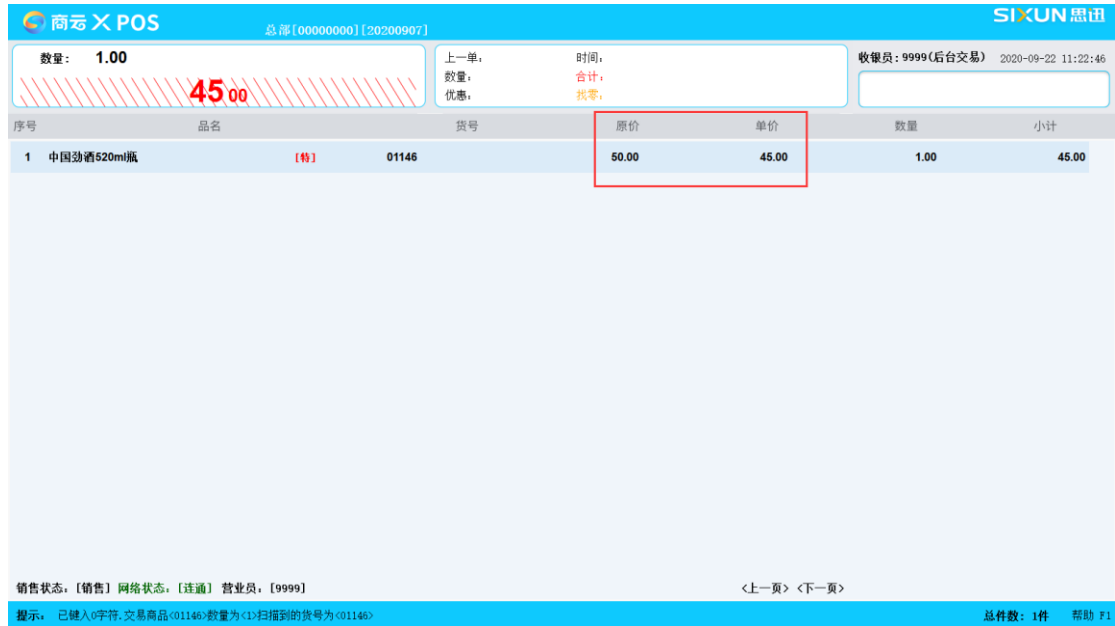 商云 X POS 总部[00000000][20200907] SIXUN 思迅
数量: 1.00
45 00
上一单: 时间:
数量: 合计:
优惠: 找零:
收银员:9999(后台交易) 2020-09-22 11:22:46
序号 品名 货号 原价 单价 数量 小计
1 中国劲酒520ml瓶 [特] 01146 50.00 45.00 1.00 45.00
销售状态:[销售] 网络状态:[连通] 营业员:[9999] <上一页> <下一页>
提示: 已键入0字符.交易商品<01146>数量为<1>扫描到的货号为<01146> 总件数: 1件 帮助 F1